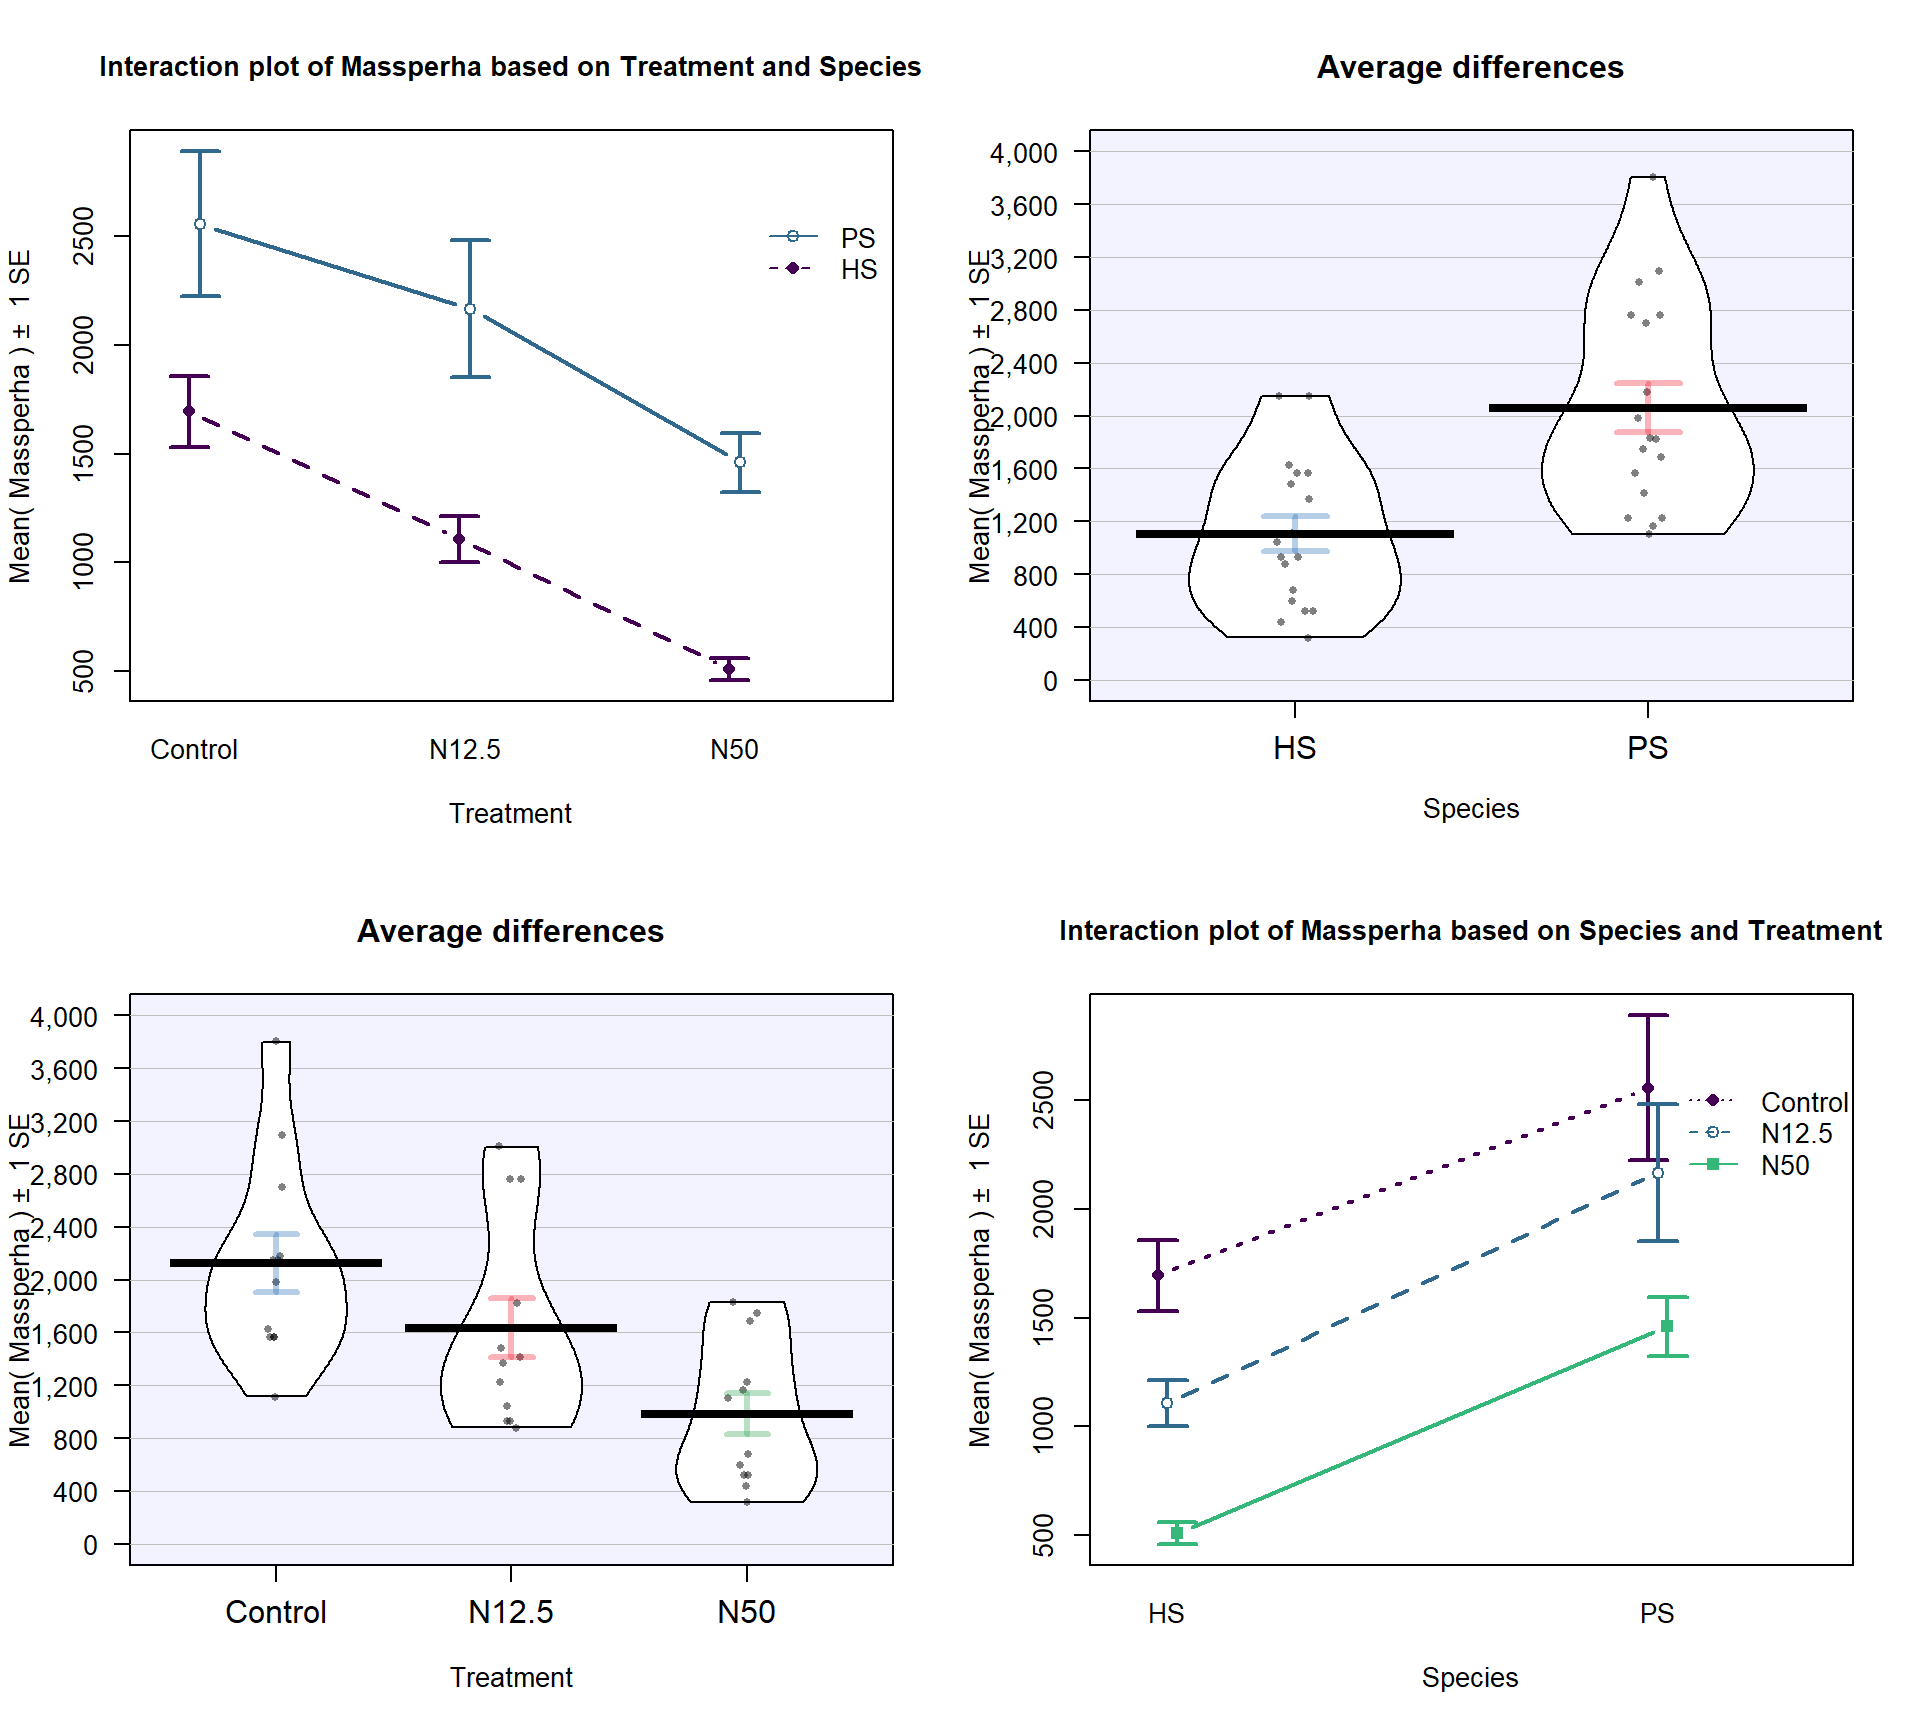 Interaction plot of Massperha based on Treatment and Species
Mean( Massperha ) ± 1 SE
2500
2000
1500
1000
500
PS
HS
Control N12.5 N50
Treatment
Average differences
Mean( Massperha ) ± 1 SE
4,000
3,600
3,200
2,800
2,400
2,000
1,600
1,200
800
400
0
HS PS
Species
Average differences
Mean( Massperha ) ± 1 SE
4,000
3,600
3,200
2,800
2,400
2,000
1,600
1,200
800
400
0
Control N12.5 N50
Treatment
Interaction plot of Massperha based on Species and Treatment
Mean( Massperha ) ± 1 SE
2500
2000
1500
1000
500
Control
N12.5
N50
HS PS
Species